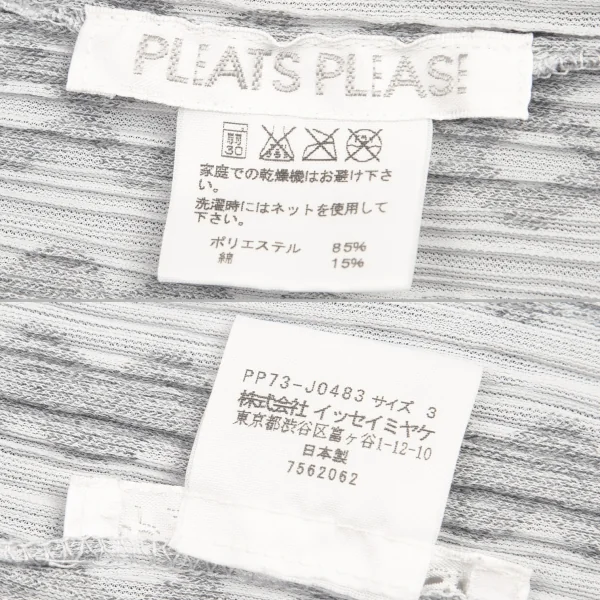 PLEATS PLEASE
弱
30
家庭での乾燥機はお避け下さ
い。
洗濯時にはネットを使用して
下さい。
ポリエステル 85%
綿 15%
PP73-J0483 サイズ 3
株式会社 イッセイミヤケ
東京都渋谷区富ヶ谷1-12-10
日本製
7562062